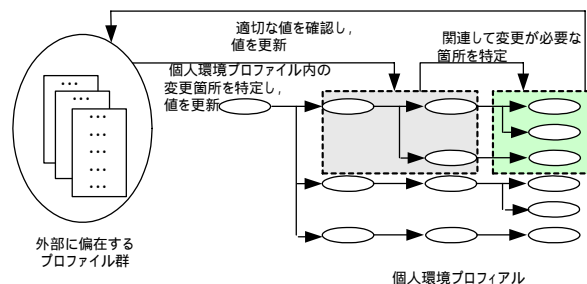 適切な値を確認し，
値を更新
関連して変更が必要な
箇所を特定
個人環境プロファイル内の
変更箇所を特定し，
値を更新
...
...
...
...
...
...
...
外部に偏在する
プロファイル群
個人環境プロフィアル